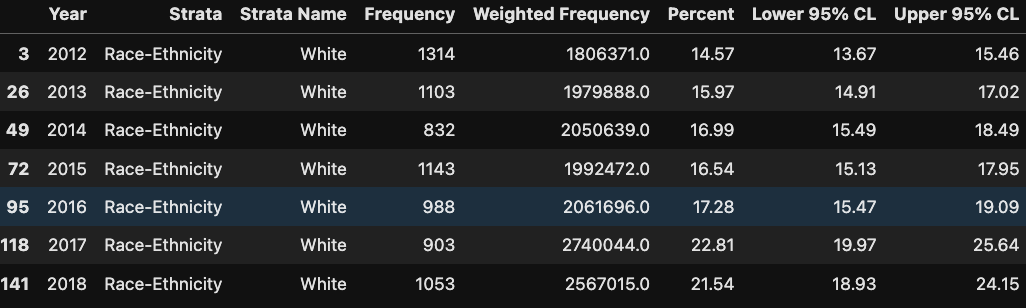 Year Strata Strata Name Frequency Weighted Frequency Percent Lower 95% CL Upper 95% CL
3 2012 Race-Ethnicity White 1314 1806371.0 14.57 13.67 15.46
26 2013 Race-Ethnicity White 1103 1979888.0 15.97 14.91 17.02
49 2014 Race-Ethnicity White 832 2050639.0 16.99 15.49 18.49
72 2015 Race-Ethnicity White 1143 1992472.0 16.54 15.13 17.95
95 2016 Race-Ethnicity White 988 2061696.0 17.28 15.47 19.09
118 2017 Race-Ethnicity White 903 2740044.0 22.81 19.97 25.64
141 2018 Race-Ethnicity White 1053 2567015.0 21.54 18.93 24.15